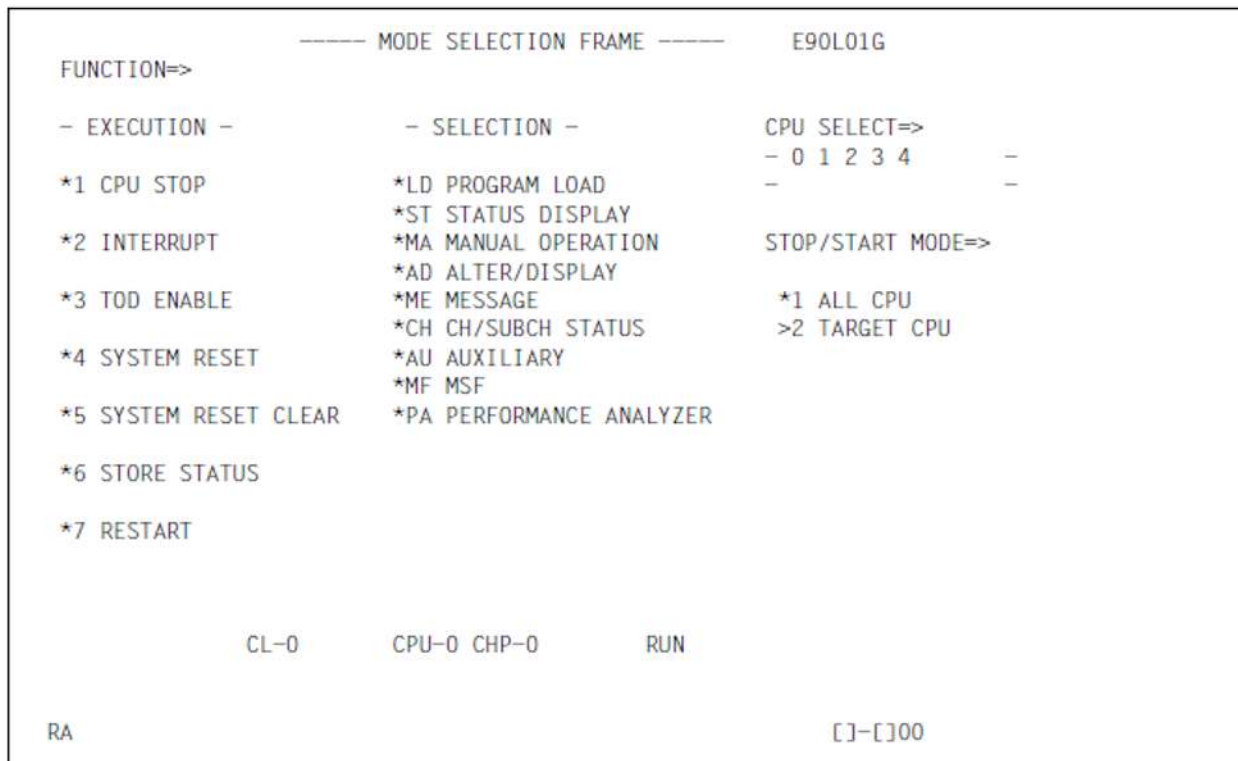 ----- MODE SELECTION FRAME ----- E90L01G
FUNCTION=>
- EXECUTION - - SELECTION - CPU SELECT=>
- 0 1 2 3 4 -
*1 CPU STOP *LD PROGRAM LOAD - -
*ST STATUS DISPLAY
*2 INTERRUPT *MA MANUAL OPERATION STOP/START MODE=>
*AD ALTER/DISPLAY
*3 TOD ENABLE *ME MESSAGE *1 ALL CPU
*CH CH/SUBCH STATUS >2 TARGET CPU
*4 SYSTEM RESET *AU AUXILIARY
*MF MSF
*5 SYSTEM RESET CLEAR *PA PERFORMANCE ANALYZER
*6 STORE STATUS
*7 RESTART
CL-0 CPU-0 CHP-0 RUN
RA []-[]00